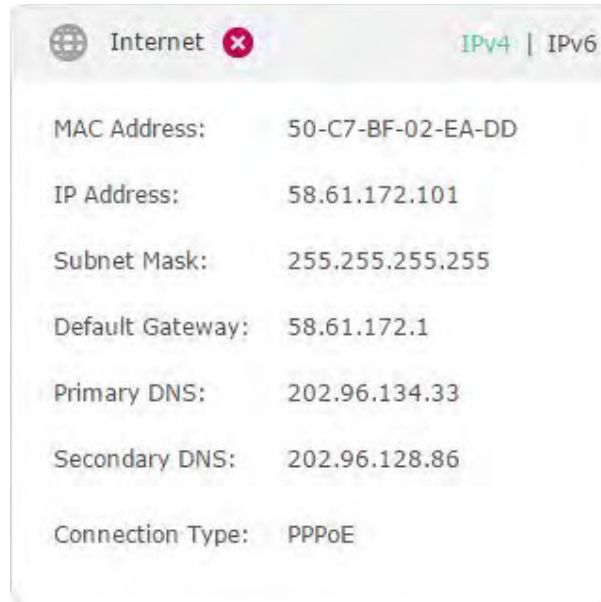 Internet IPv4 | IPv6
MAC Address: 50-C7-BF-02-EA-DD
IP Address: 58.61.172.101
Subnet Mask: 255.255.255.255
Default Gateway: 58.61.172.1
Primary DNS: 202.96.134.33
Secondary DNS: 202.96.128.86
Connection Type: PPPoE